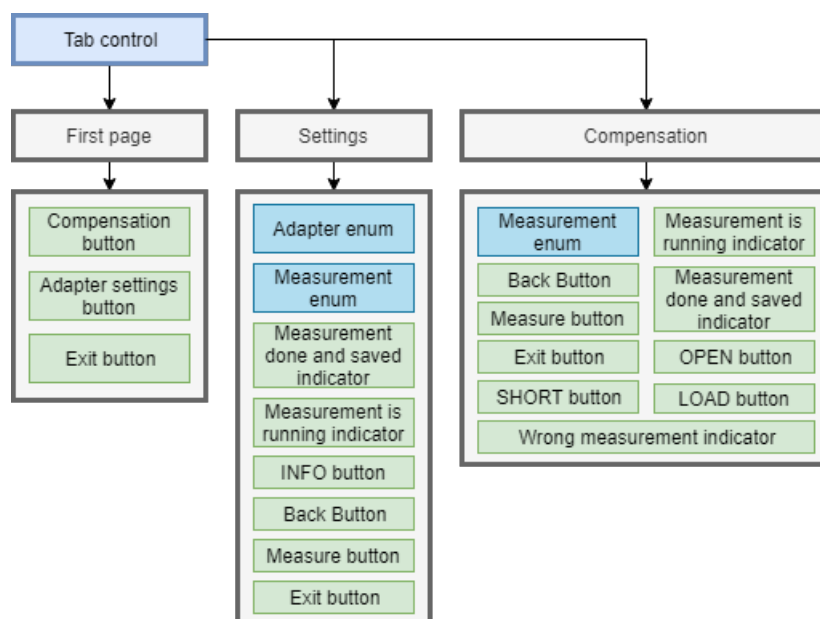 Tab control
First page
Settings
Compensation
Compensation
button
Adapter settings
button
Exit button
Adapter enum
Measurement
enum
Measurement
done and saved
indicator
Measurement is
running indicator
INFO button
Back Button
Measure button
Exit button
Measurement
enum
Back Button
Measure button
Exit button
SHORT button
Measurement is
running indicator
Measurement
done and saved
indicator
OPEN button
LOAD button
Wrong measurement indicator